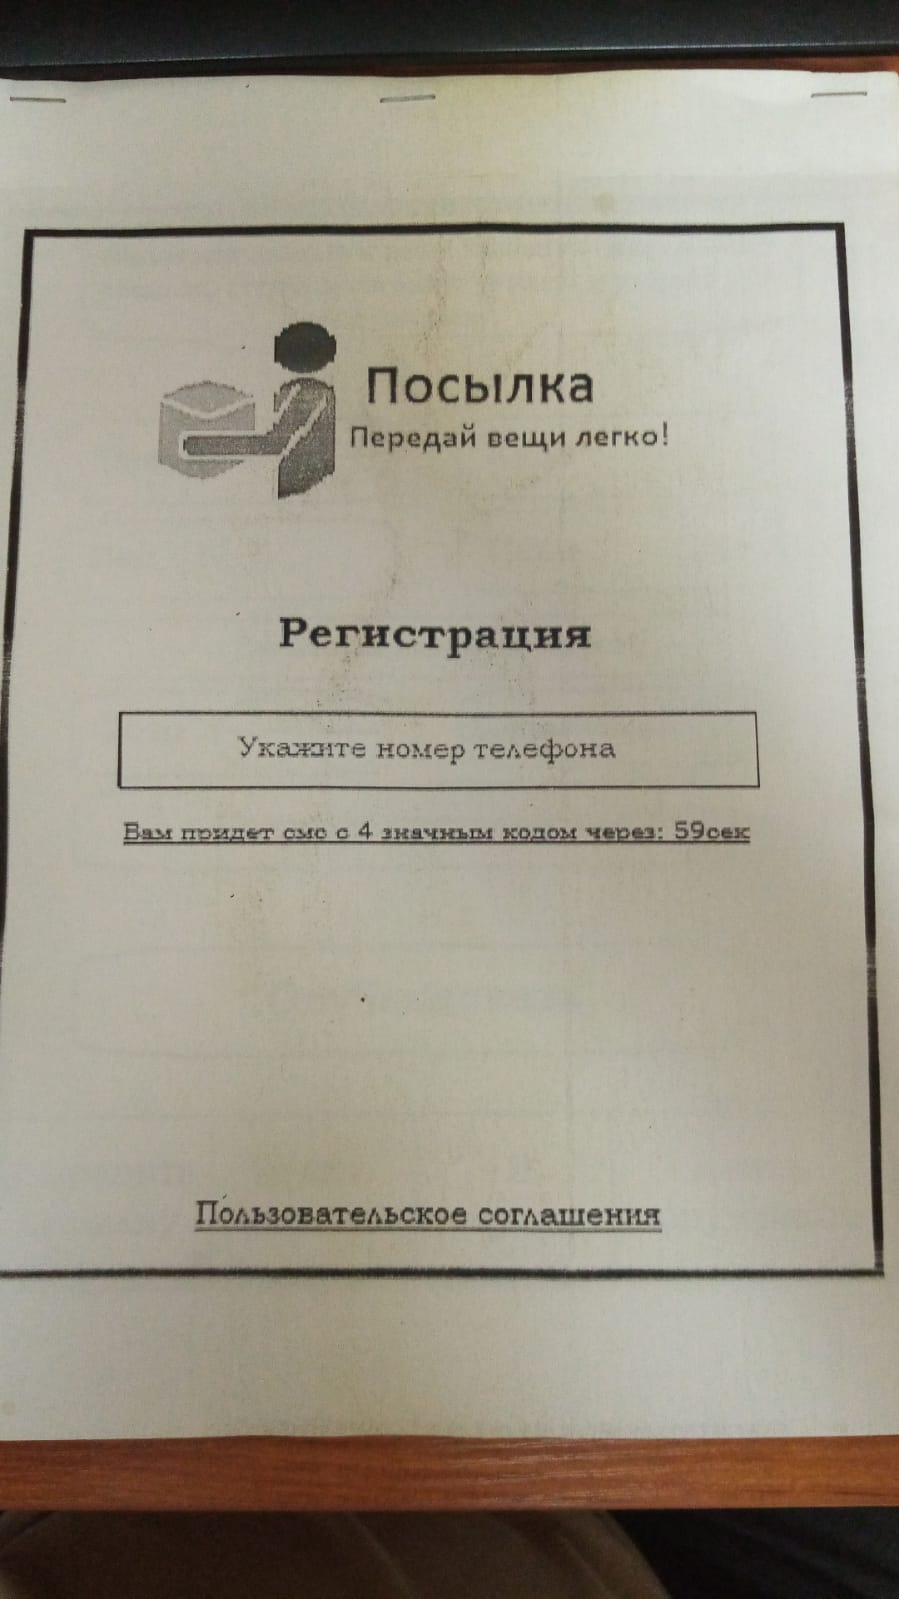 Посылка
Передай вещи легко!
Регистрация
Укажите номер телефона
Вам придет смс с 4 значным кодом через: 59сек
Пользовательское соглашения